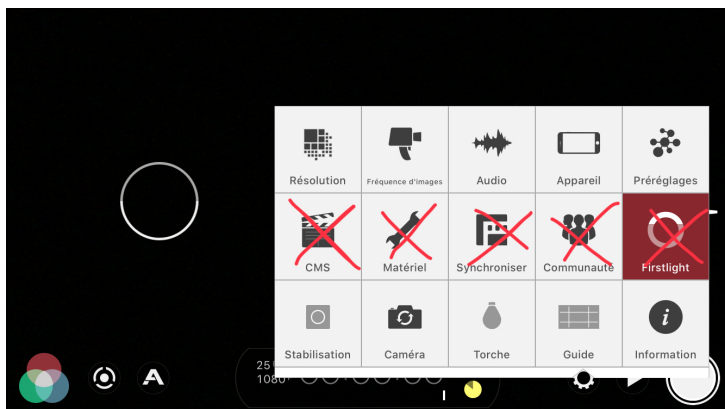 Résolution
Fréquence d'images
Audio
Appareil
Préréglages
CMS
Matériel
Synchroniser
Communauté
Firstlight
Stabilisation
Caméra
Torche
Guide
Information
A
25
1080